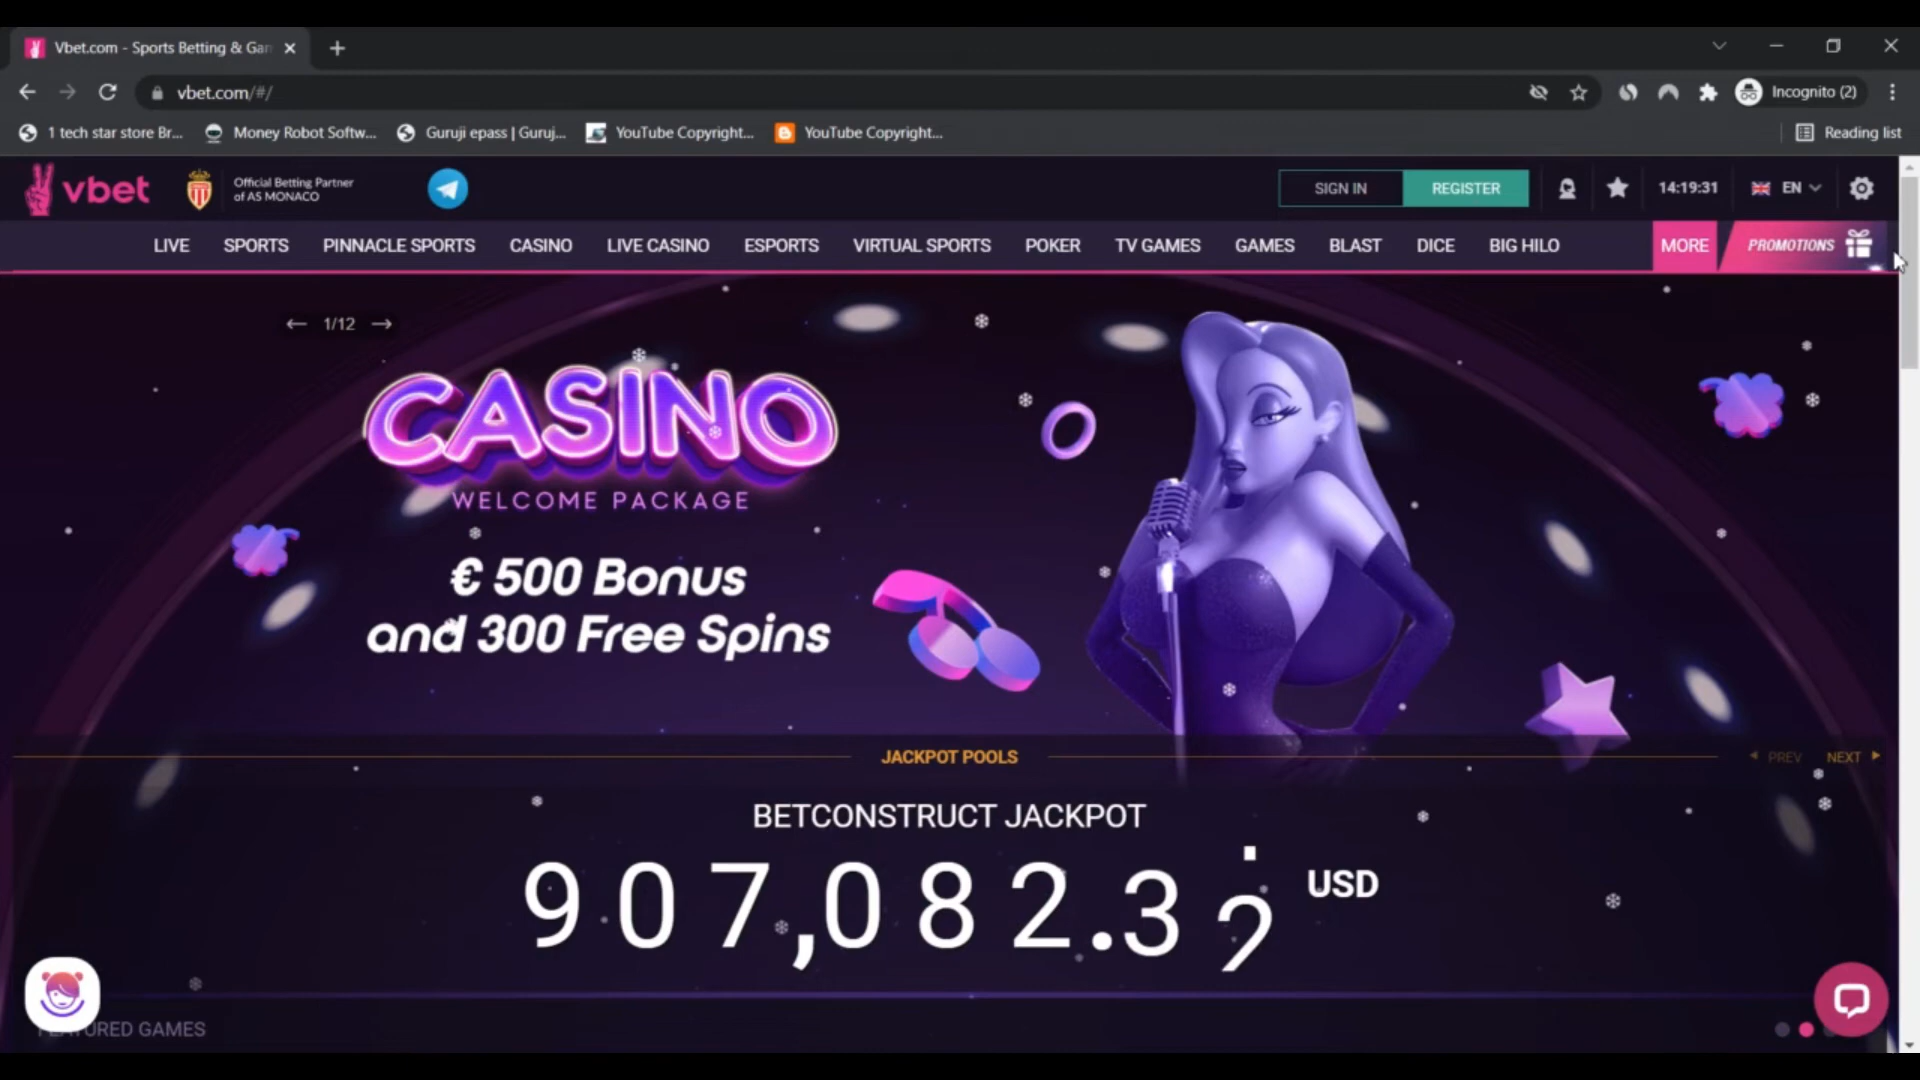 Vbet.com - Sports Betting & Gan
vbet.com/#/
Incognito (2)
1 tech star store Br...
Money Robot Softw...
Guruji epass | Guruj...
YouTube Copyright...
YouTube Copyright...
Reading list
vbet
Official Betting Partner
of AS MONACO
SIGN IN
REGISTER
14:19:31
EN
LIVE
SPORTS
PINNACLE SPORTS
CASINO
LIVE CASINO
ESPORTS
VIRTUAL SPORTS
POKER
TV GAMES
GAMES
BLAST
DICE
BIG HILO
MORE
PROMOTIONS
1/12
CASINO
WELCOME PACKAGE
€ 500 Bonus
and 300 Free Spins
JACKPOT POOLS
PREV
NEXT
BETCONSTRUCT JACKPOT
907,082.3
USD
FEATURED GAMES